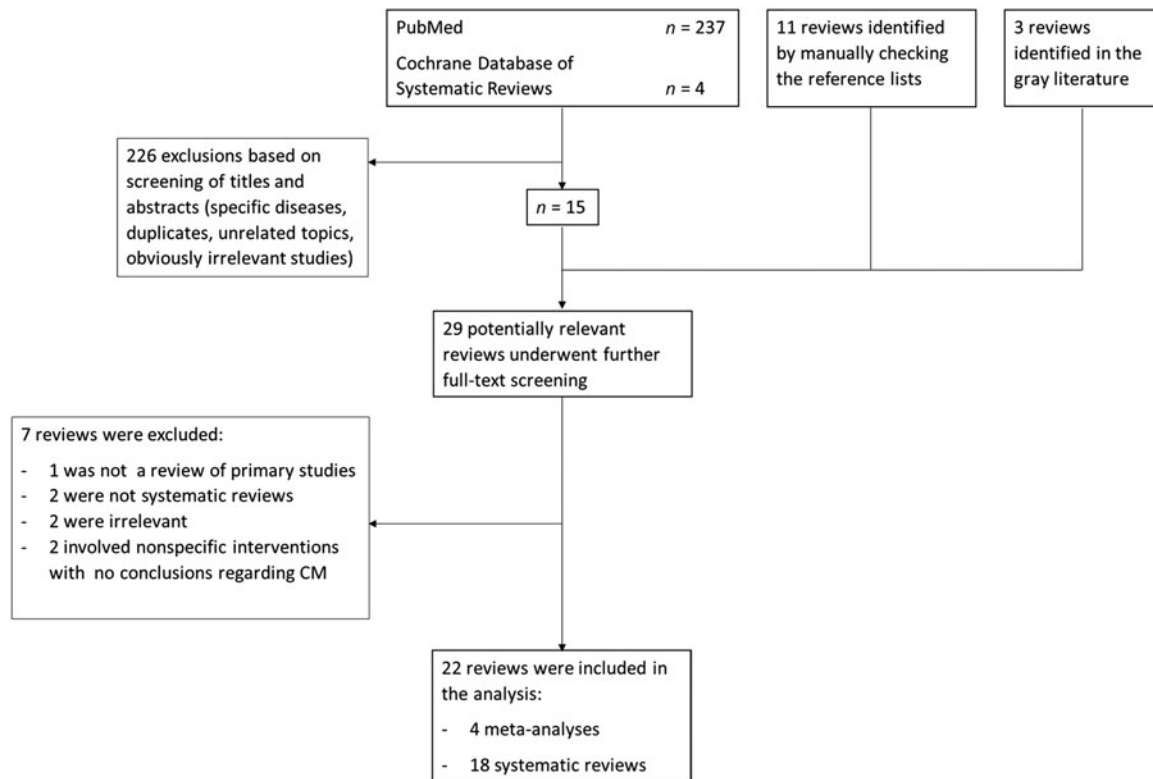 PubMed n = 237
Cochrane Database of
Systematic Reviews n = 4
11 reviews identified
by manually checking
the reference lists
3 reviews
identified in the
gray literature
226 exclusions based on
screening of titles and
abstracts (specific diseases,
duplicates, unrelated topics,
obviously irrelevant studies)
n = 15
29 potentially relevant
reviews underwent further
full-text screening
7 reviews were excluded:
- 1 was not a review of primary studies
- 2 were not systematic reviews
- 2 were irrelevant
- 2 involved nonspecific interventions
with no conclusions regarding CM
22 reviews were included in
the analysis:
- 4 meta-analyses
- 18 systematic reviews